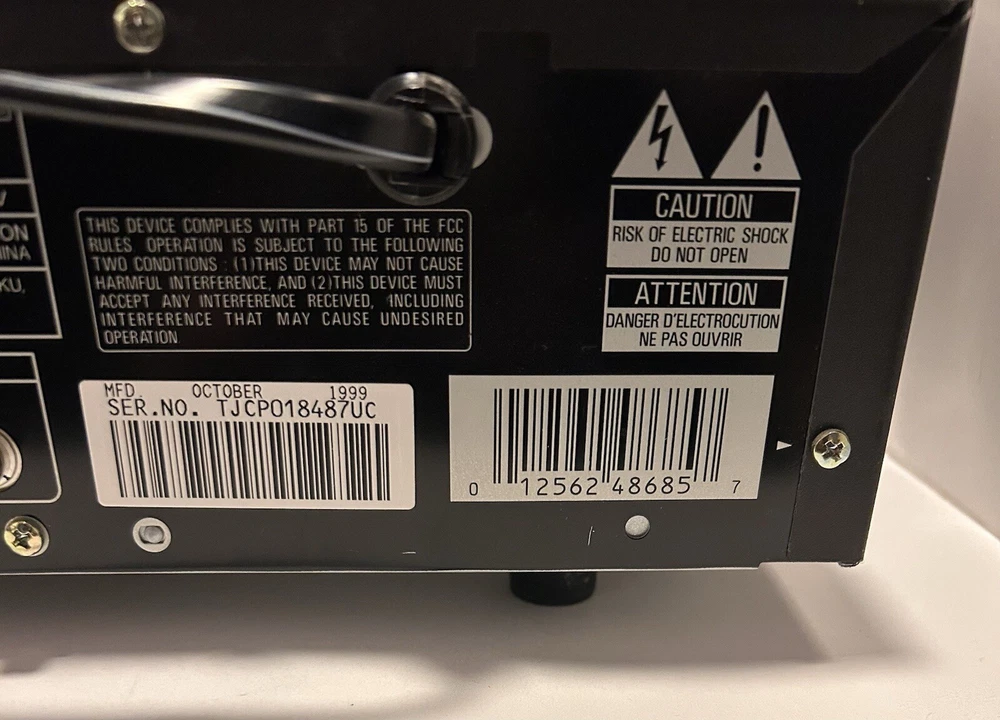 ON
INA
KU,
THIS DEVICE COMPLIES WITH PART 15 OF THE FCC
RULES. OPERATION IS SUBJECT TO THE FOLLOWING
TWO CONDITIONS : (1)THIS DEVICE MAY NOT CAUSE
HARMFUL INTERFERENCE, AND (2)THIS DEVICE MUST
ACCEPT ANY INTERFERENCE RECEIVED, INCLUDING
INTERFERENCE THAT MAY CAUSE UNDESIRED
OPERATION
CAUTION
RISK OF ELECTRIC SHOCK
DO NOT OPEN
ATTENTION
DANGER D'ELECTROCUTION
NE PAS OUVRIR
MFD. OCTOBER 1999
SER.NO. TJCP018487UC
0 12562 48685 7